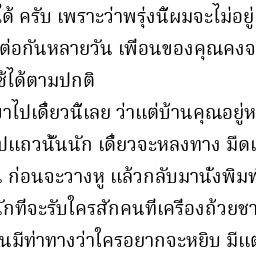 ได้ ครับ เพราะว่าพรุ่งนี้ผมจะไม่อยู่
ต่อกันหลายวัน เพื่อนของคุณคงจ
ช้ได้ตามปกติ
มาไปเดี๋ยวนี้เลย ว่าแต่บ้านคุณอยู่ห
ปแถวนั้นนัก เดี๋ยวจะหลงทาง มืดแ
ก่อนจะวางหู แล้วกลับมานั่งพิมพ์
นักที่จะรับใครสักคนที่เครื่องถ้วยชา
นมีท่าทางว่าใครอยากจะหยิบ มีแต่